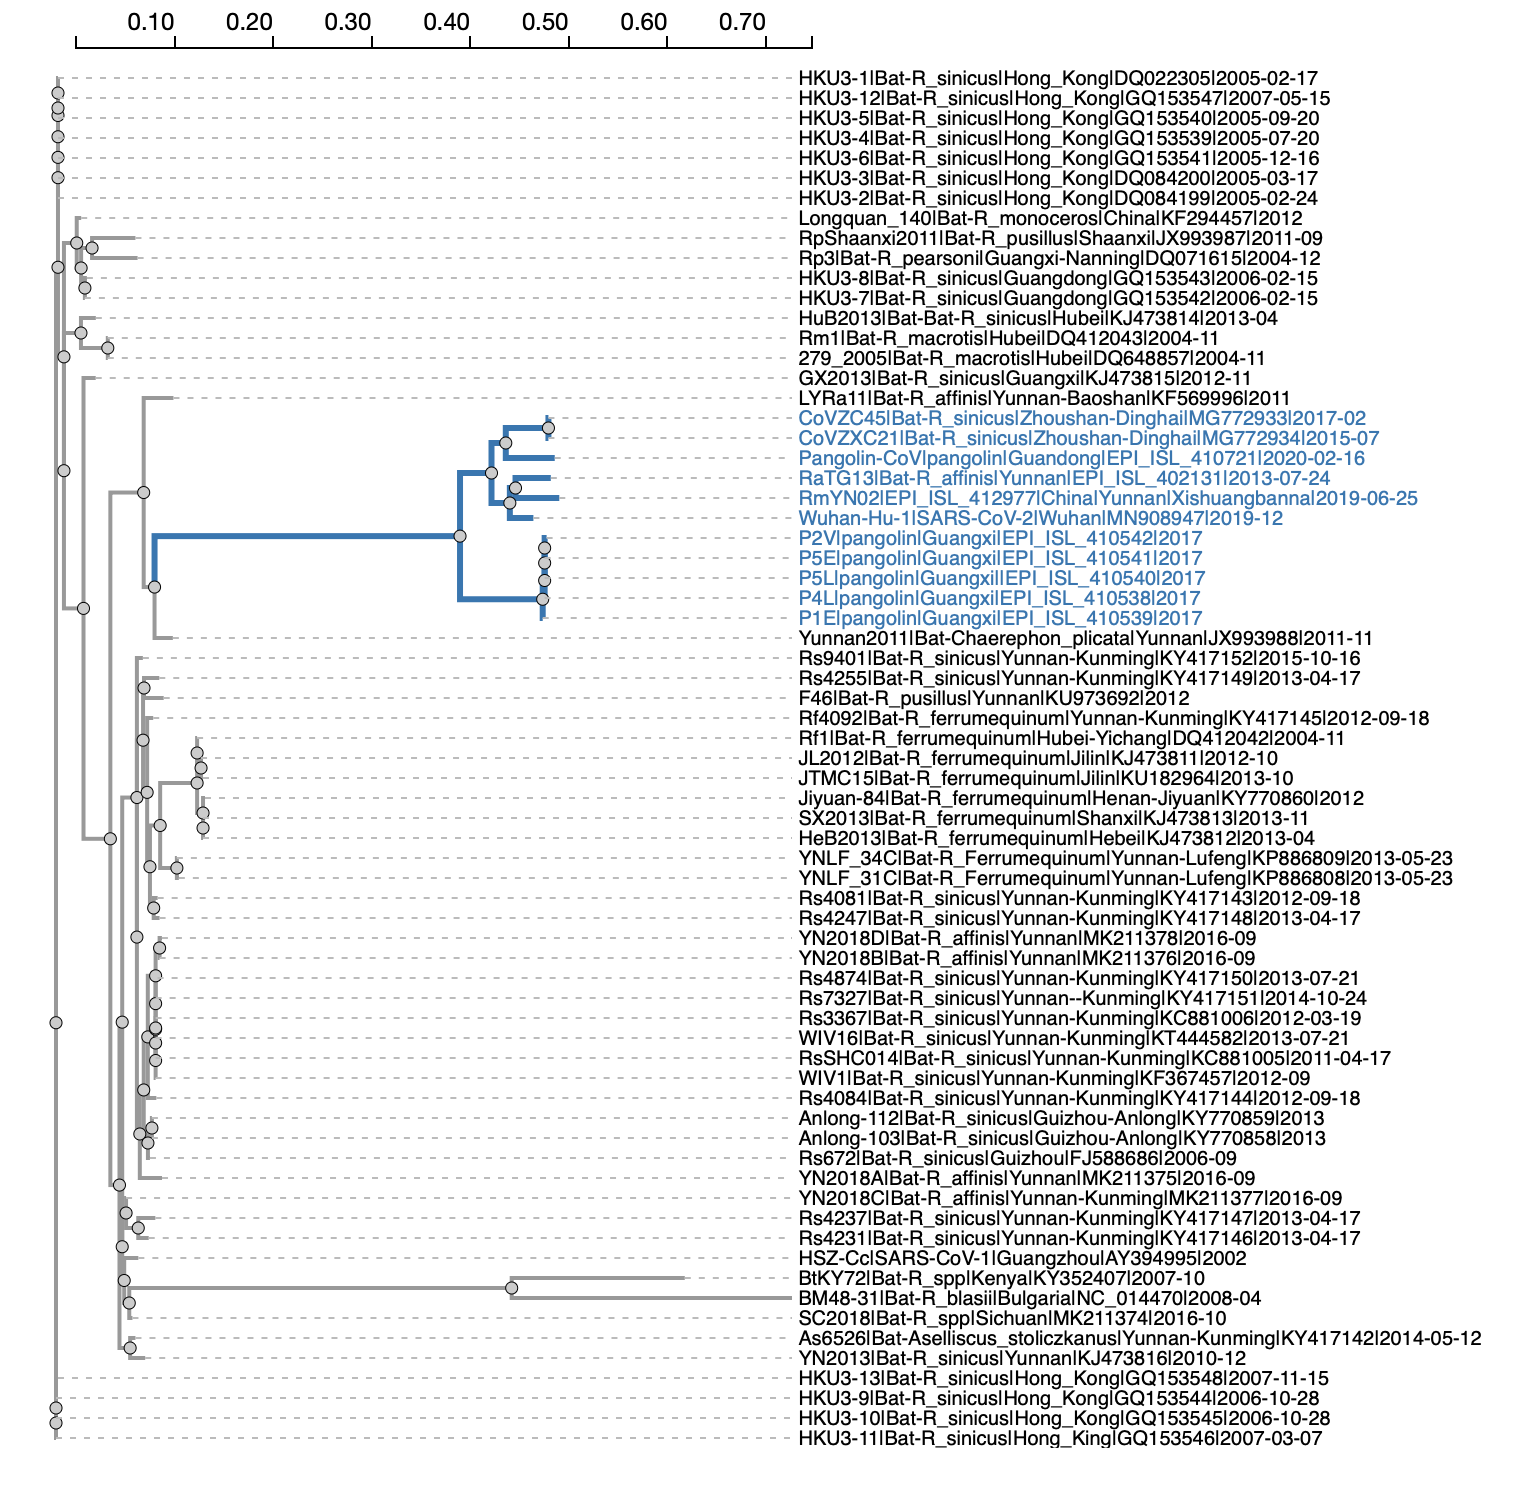 0.10 0.20 0.30 0.40 0.50 0.60 0.70
HKU3-1|Bat-R_sinicus|Hong_Kong|DQ022305|2005-02-17
HKU3-12|Bat-R_sinicus|Hong_Kong|GQ153547|2007-05-15
HKU3-5|Bat-R_sinicus|Hong_Kong|GQ153540|2005-09-20
HKU3-4|Bat-R_sinicus|Hong_Kong|GQ153539|2005-07-20
HKU3-6|Bat-R_sinicus|Hong_Kong|GQ153541|2005-12-16
HKU3-3|Bat-R_sinicus|Hong_Kong|DQ084200|2005-03-17
HKU3-2|Bat-R_sinicus|Hong_Kong|DQ084199|2005-02-24
Longquan_140|Bat-R_monoceros|China|KF294457|2012
RpShaanxi2011|Bat-R_pusillus|Shaanxi|JX993987|2011-09
Rp3|Bat-R_pearsoni|Guangxi-Nanning|DQ071615|2004-12
HKU3-8|Bat-R_sinicus|Guangdong|GQ153543|2006-02-15
HKU3-7|Bat-R_sinicus|Guangdong|GQ153542|2006-02-15
HuB2013|Bat-Bat-R_sinicus|Hubei|KJ473814|2013-04
Rm1|Bat-R_macrotis|Hubei|DQ412043|2004-11
279_2005|Bat-R_macrotis|Hubei|DQ648857|2004-11
GX2013|Bat-R_sinicus|Guangxi|KJ473815|2012-11
LYRa11|Bat-R_affinis|Yunnan-Baoshan|KF569996|2011
CoVZC45|Bat-R_sinicus|Zhoushan-Dinghai|MG772933|2017-02
CoVZXC21|Bat-R_sinicus|Zhoushan-Dinghai|MG772934|2015-07
Pangolin-CoV|pangolin|Guandong|EPI_ISL_410721|2020-02-16
RaTG13|Bat-R_affinis|Yunnan|EPI_ISL_402131|2013-07-24
RmYN02|EPI_ISL_412977|China|Yunnan|Xishuangbanna|2019-06-25
Wuhan-Hu-1|SARS-CoV-2|Wuhan|MN908947|2019-12
P2V|pangolin|Guangxi|EPI_ISL_410542|2017
P5E|pangolin|Guangxi|EPI_ISL_410541|2017
P5L|pangolin|Guangxi||EPI_ISL_410540|2017
P4L|pangolin|Guangxi|EPI_ISL_410538|2017
P1E|pangolin|Guangxi|EPI_ISL_410539|2017
Yunnan2011|Bat-Chaerephon_plicata|Yunnan|JX993988|2011-11
Rs9401|Bat-R_sinicus|Yunnan-Kunming|KY417152|2015-10-16
Rs4255|Bat-R_sinicus|Yunnan-Kunming|KY417149|2013-04-17
F46|Bat-R_pusillus|Yunnan|KU973692|2012
Rf4092|Bat-R_ferrumequinum|Yunnan-Kunming|KY417145|2012-09-18
Rf1|Bat-R_ferrumequinum|Hubei-Yichang|DQ412042|2004-11
JL2012|Bat-R_ferrumequinum|Jilin|KJ473811|2012-10
JTMC15|Bat-R_ferrumequinum|Jilin|KU182964|2013-10
Jiyuan-84|Bat-R_ferrumequinum|Henan-Jiyuan|KY770860|2012
SX2013|Bat-R_ferrumequinum|Shanxi|KJ473813|2013-11
HeB2013|Bat-R_ferrumequinum|Hebei|KJ473812|2013-04
YNLF_34C|Bat-R_Ferrumequinum|Yunnan-Lufeng|KP886809|2013-05-23
YNLF_31C|Bat-R_Ferrumequinum|Yunnan-Lufeng|KP886808|2013-05-23
Rs4081|Bat-R_sinicus|Yunnan-Kunming|KY417143|2012-09-18
Rs4247|Bat-R_sinicus|Yunnan-Kunming|KY417148|2013-04-17
YN2018D|Bat-R_affinis|Yunnan|MK211378|2016-09
YN2018B|Bat-R_affinis|Yunnan|MK211376|2016-09
Rs4874|Bat-R_sinicus|Yunnan-Kunming|KY417150|2013-07-21
Rs7327|Bat-R_sinicus|Yunnan--Kunming|KY417151|2014-10-24
Rs3367|Bat-R_sinicus|Yunnan-Kunming|KC881006|2012-03-19
WIV16|Bat-R_sinicus|Yunnan-Kunming|KT444582|2013-07-21
RsSHC014|Bat-R_sinicus|Yunnan-Kunming|KC881005|2011-04-17
WIV1|Bat-R_sinicus|Yunnan-Kunming|KF367457|2012-09
Rs4084|Bat-R_sinicus|Yunnan-Kunming|KY417144|2012-09-18
Anlong-112|Bat-R_sinicus|Guizhou-Anlong|KY770859|2013
Anlong-103|Bat-R_sinicus|Guizhou-Anlong|KY770858|2013
Rs672|Bat-R_sinicus|Guizhou|FJ588686|2006-09
YN2018A|Bat-R_affinis|Yunnan|MK211375|2016-09
YN2018C|Bat-R_affinis|Yunnan-Kunming|MK211377|2016-09
Rs4237|Bat-R_sinicus|Yunnan-Kunming|KY417147|2013-04-17
Rs4231|Bat-R_sinicus|Yunnan-Kunming|KY417146|2013-04-17
HSZ-Cc|SARS-CoV-1|Guangzhou|AY394995|2002
BtKY72|Bat-R_spp|Kenya|KY352407|2007-10
BM48-31|Bat-R_blasii|Bulgaria|NC_014470|2008-04
SC2018|Bat-R_spp|Sichuan|MK211374|2016-10
As6526|Bat-Aselliscus_stoliczkanus|Yunnan-Kunming|KY417142|2014-05-12
YN2013|Bat-R_sinicus|Yunnan|KJ473816|2010-12
HKU3-13|Bat-R_sinicus|Hong_Kong|GQ153548|2007-11-15
HKU3-9|Bat-R_sinicus|Hong_Kong|GQ153544|2006-10-28
HKU3-10|Bat-R_sinicus|Hong_Kong|GQ153545|2006-10-28
HKU3-11|Bat-R_sinicus|Hong_King|GQ153546|2007-03-07